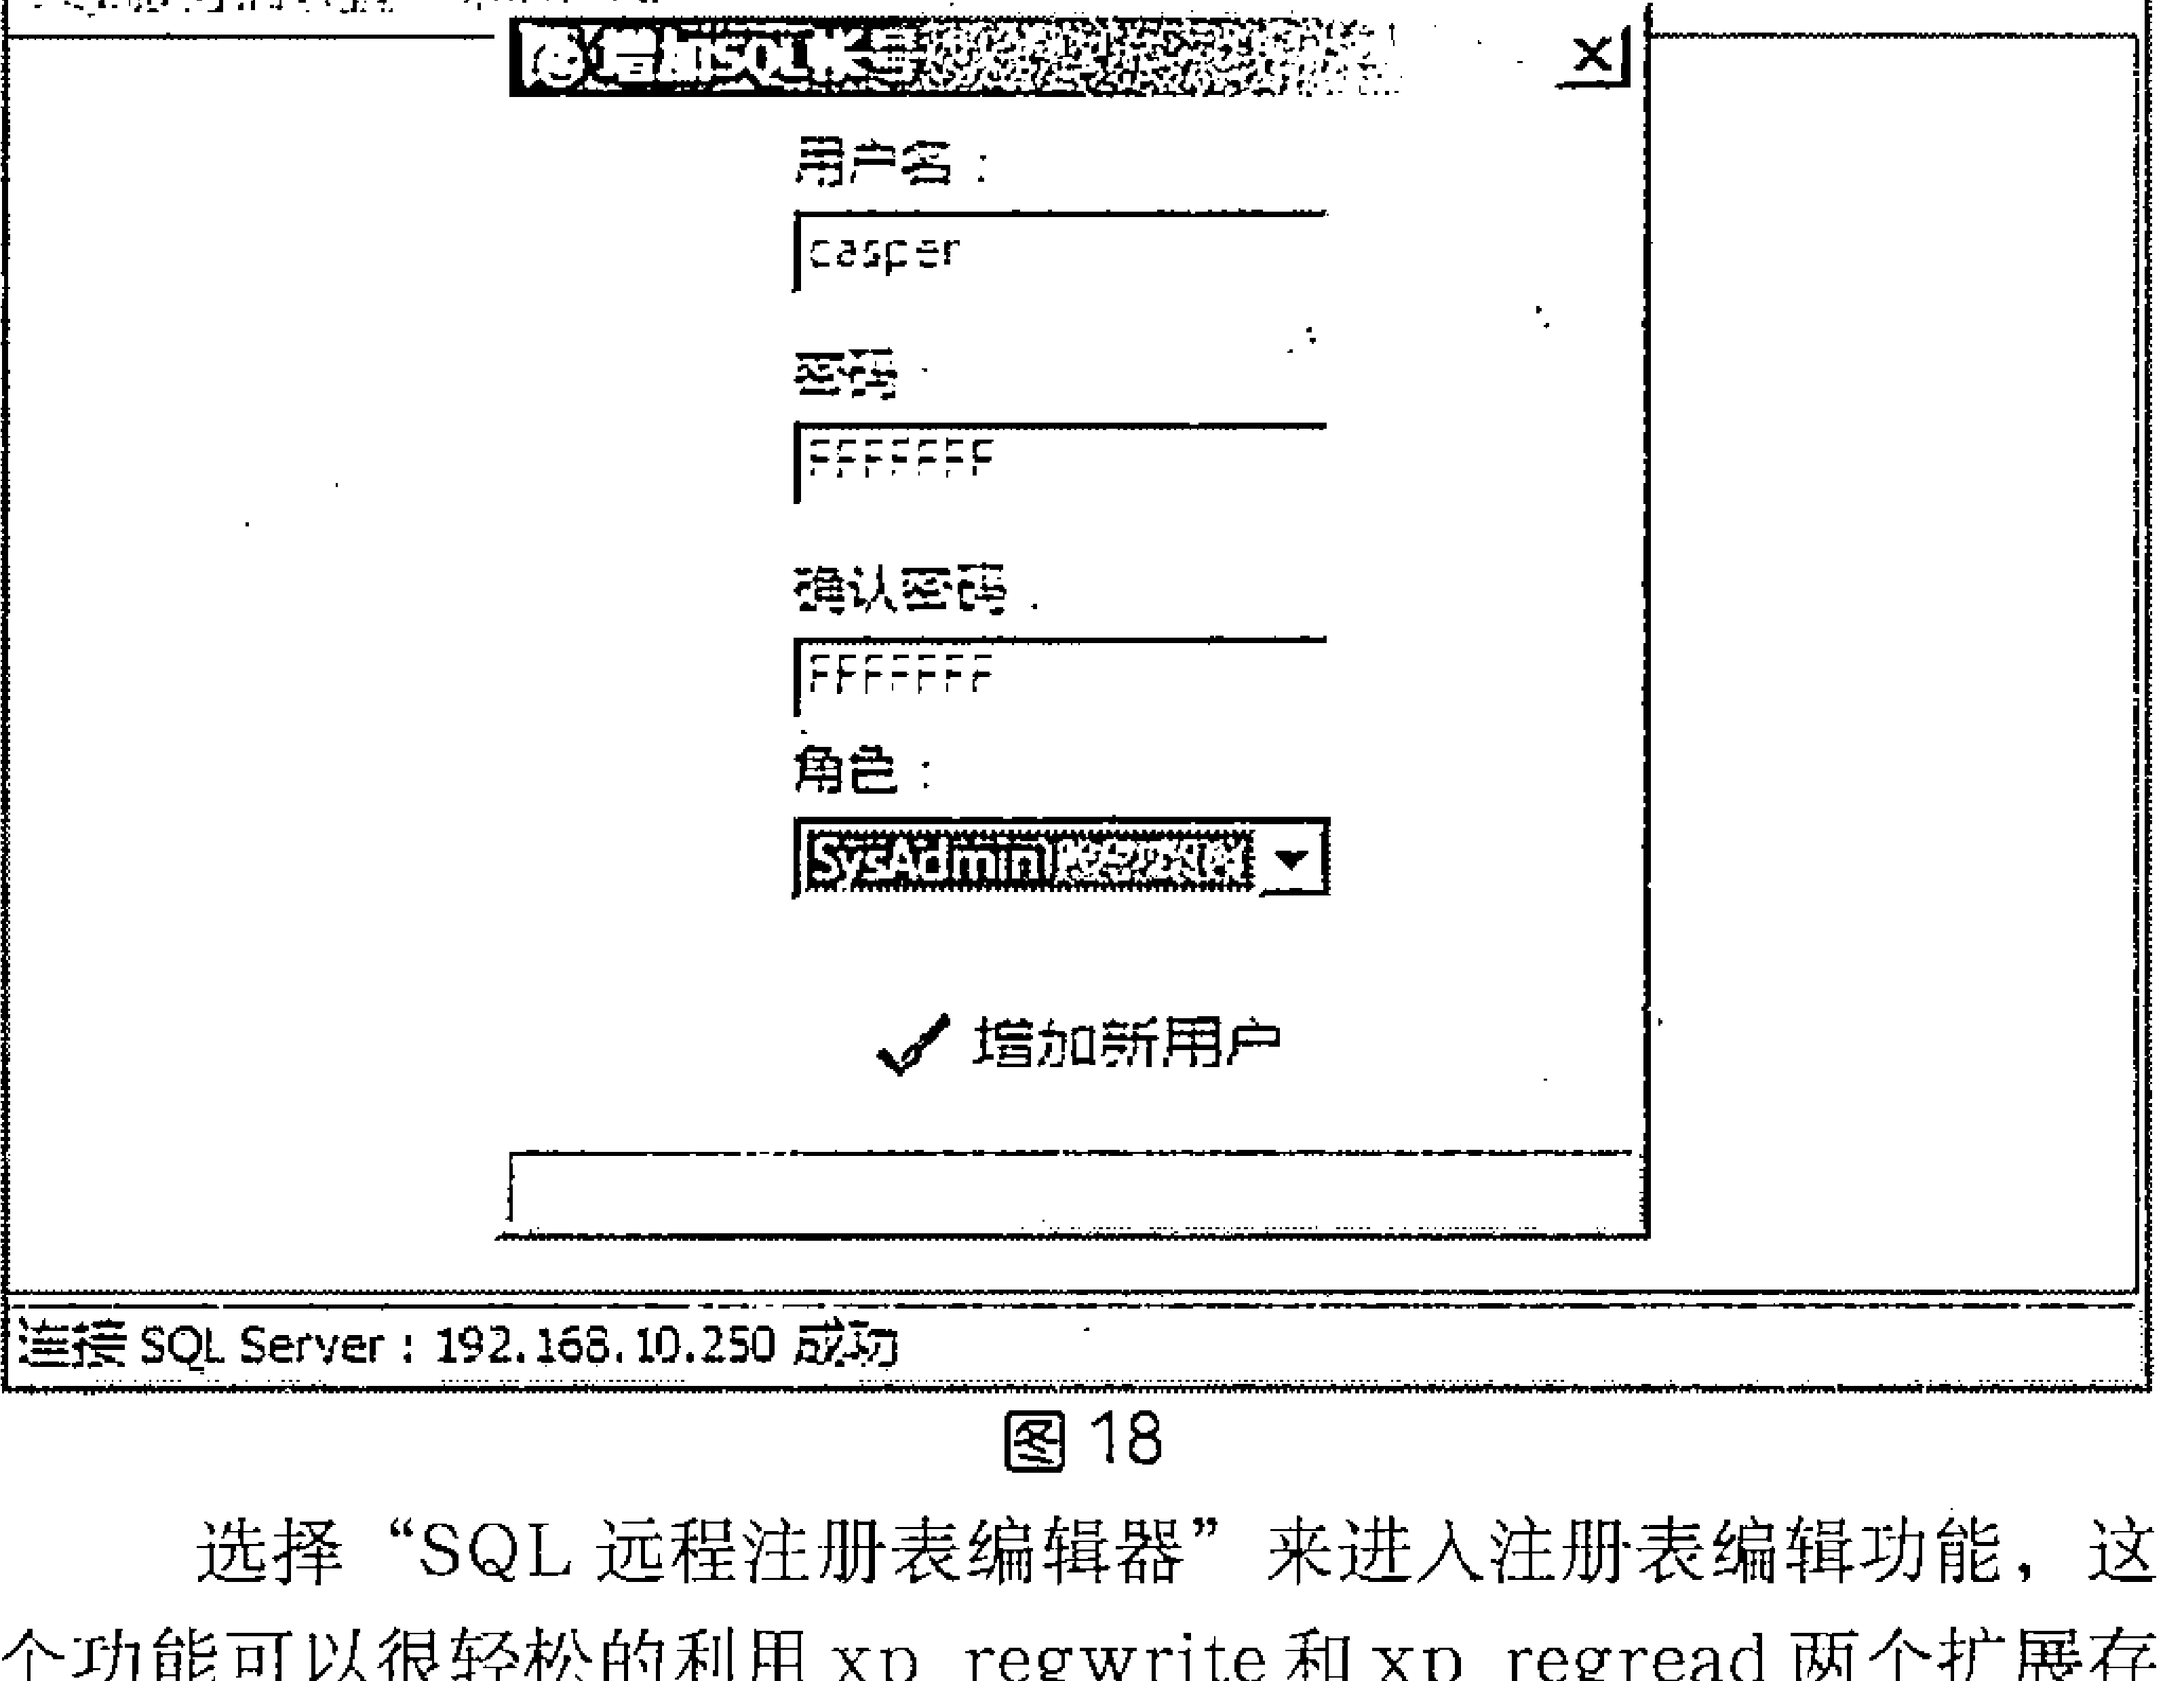 增加SQL帐号
用户名：
casper
密码：
FFFFFFF
确认密码：
FFFFFFF
角色：
SysAdmin
增加新用户
连接 SQL Server : 192.168.10.250 成功
图 18
选择“SQL 远程注册表编辑器”来进入注册表编辑功能，这
个功能可以很轻松的利用 xp_regwrite 和 xp_regread 两个扩展存